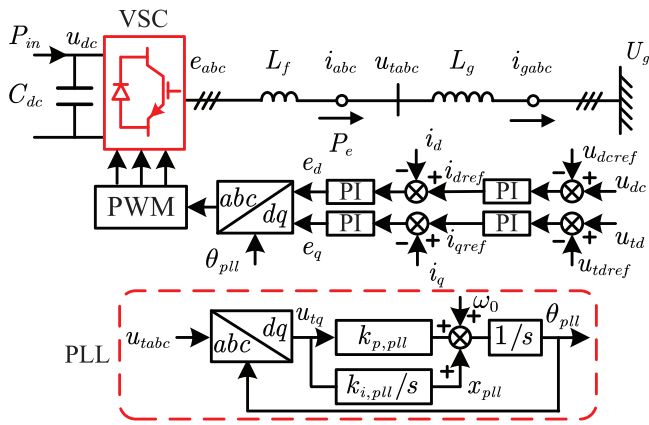 VSC
P_in u_dc e_abc L_f i_abc u_tabc L_g i_gabc U_g
C_dc
P_e
i_d u_dcref
e_d PI i_dref PI u_dc
PWM abc dq
e_q PI i_qref PI u_td
θ_pll i_q u_tdref
ω_0
u_tabc dq abc u_tq k_p,pll 1/s θ_pll
PLL
k_i,pll/s x_pll